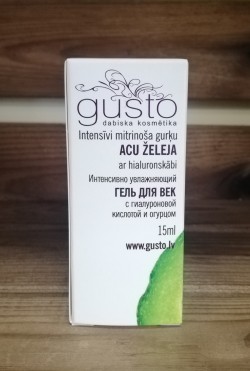 gusto
dabiska kosmētika
Intensīvi mitrinoša gurķu
ACU ŽELEJA
ar hialuronskābi
Интенсивно увлажняющий
ГЕЛЬ ДЛЯ ВЕК
с гиалуроновой
кислотой и огурцом
15ml
www.gusto.lv